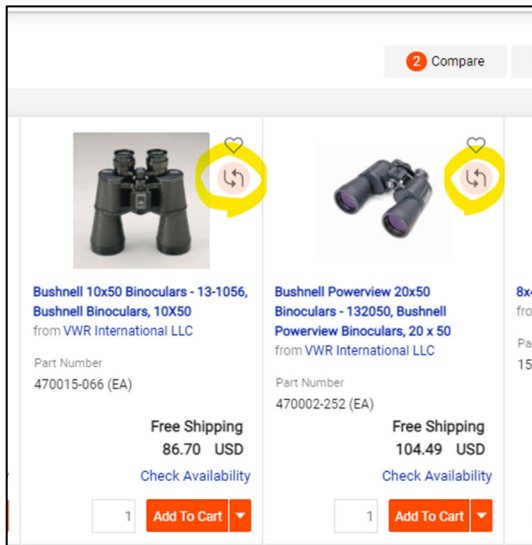 2 Compare
Bushnell 10x50 Binoculars - 13-1056,
Bushnell Binoculars, 10X50
from VWR International LLC
Part Number
470015-066 (EA)
Free Shipping
86.70 USD
Check Availability
1 Add To Cart
Bushnell Powerview 20x50
Binoculars - 132050, Bushnell
Powerview Binoculars, 20 x 50
from VWR International LLC
Part Number
470002-252 (EA)
Free Shipping
104.49 USD
Check Availability
1 Add To Cart